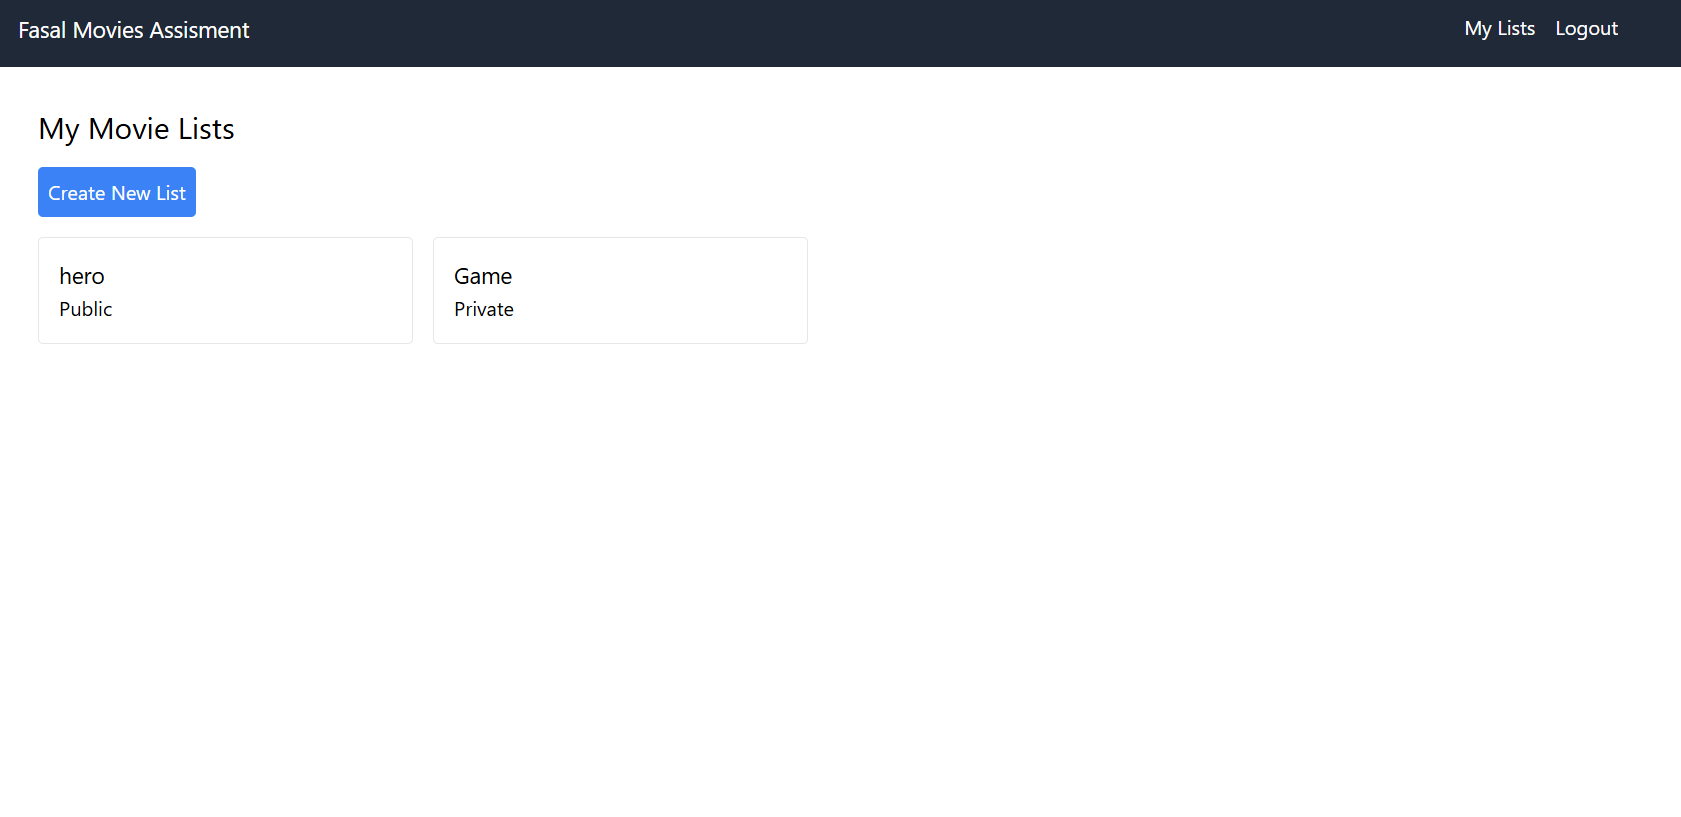 Fasal Movies Assisment
My Lists
Logout
My Movie Lists
Create New List
hero
Public
Game
Private